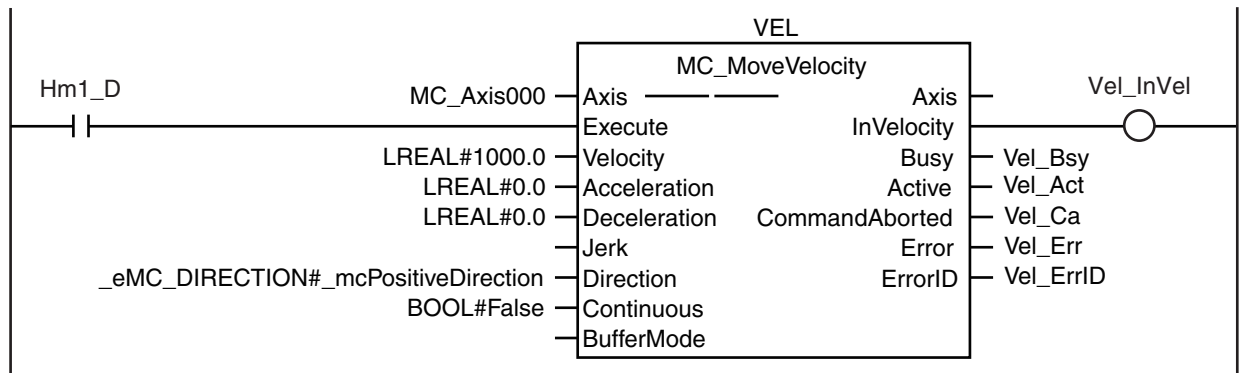 VEL
MC_MoveVelocity
Hm1_D
Vel_InVel
MC_Axis000 Axis Axis
Execute InVelocity
LREAL#1000.0 Velocity Busy Vel_Bsy
LREAL#0.0 Acceleration Active Vel_Act
LREAL#0.0 Deceleration CommandAborted Vel_Ca
Jerk Error Vel_Err
_eMC_DIRECTION#_mcPositiveDirection Direction ErrorID Vel_ErrID
BOOL#False Continuous
BufferMode